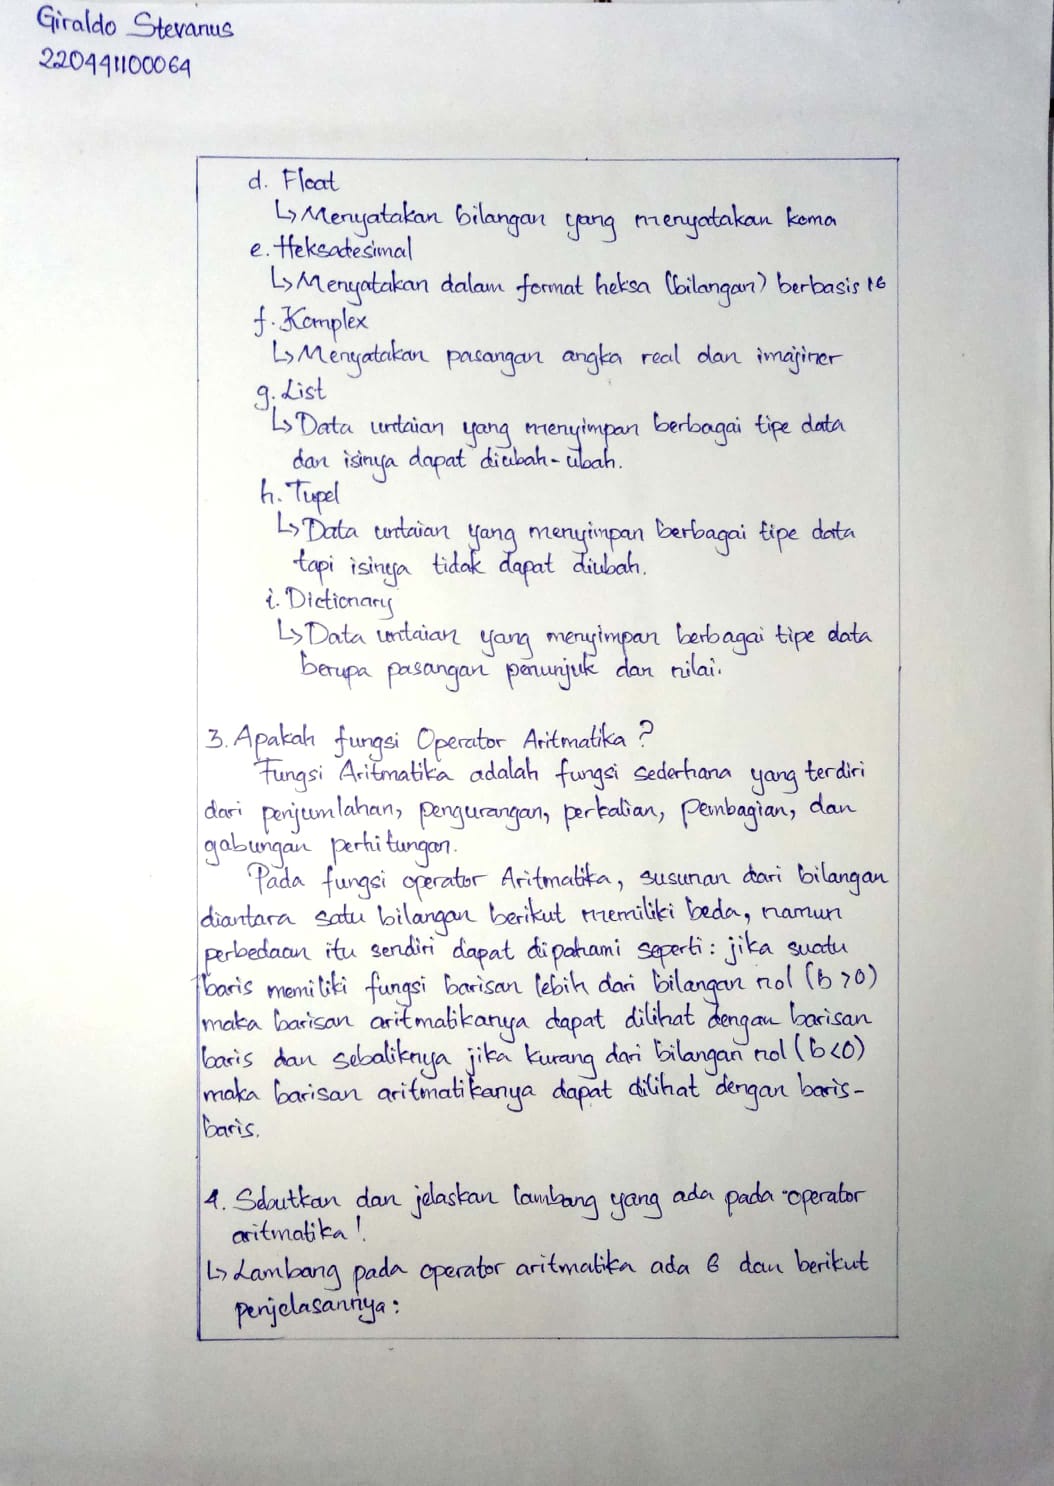 Giraldo Stevanus
220441100064
d. Float
↳ Menyatakan bilangan yang menyatakan koma
e. Heksadesimal
↳ Menyatakan dalam format heksa (bilangan) berbasis 16
f. Komplex
↳ Menyatakan pasangan angka real dan imajiner
g. List
↳ Data untaian yang menyimpan berbagai tipe data
dan isinya dapat diubah-ubah.
h. Tupel
↳ Data untaian yang menyimpan berbagai tipe data
tapi isinya tidak dapat diubah.
i. Dictionary
↳ Data untaian yang menyimpan berbagai tipe data
berupa pasangan penunjuk dan nilai.
3. Apakah fungsi Operator Aritmatika?
Fungsi Aritmatika adalah fungsi sederhana yang terdiri
dari penjumlahan, pengurangan, perkalian, pembagian, dan
gabungan perhitungan.
Pada fungsi operator Aritmatika, susunan dari bilangan
diantara satu bilangan berikut memiliki beda, namun
perbedaan itu sendiri dapat dipahami seperti: jika suatu
baris memiliki fungsi barisan lebih dari bilangan nol (b>0)
maka barisan aritmatikanya dapat dilihat dengan barisan
baris dan sebaliknya jika kurang dari bilangan nol (b<0)
maka barisan aritmatikanya dapat dilihat dengan baris-
baris.
4. Sebutkan dan jelaskan lambang yang ada pada operator
aritmatika!
↳ Lambang pada operator aritmatika ada 6 dan berikut
penjelasannya: